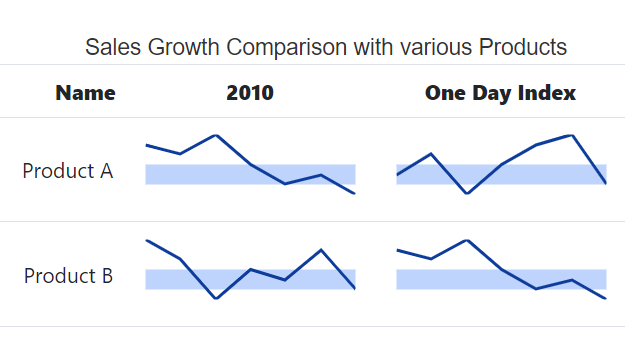 Sales Growth Comparison with various Products
Name 2010 One Day Index
Product A
Product B